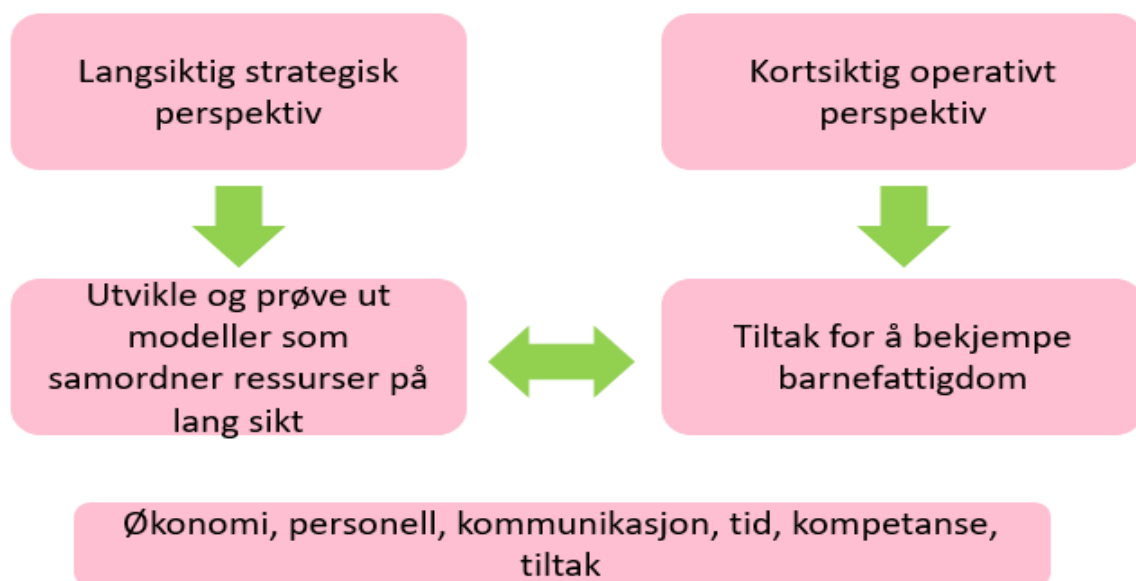 Langsiktig strategisk
perspektiv
Kortsiktig operativt
perspektiv
Utvikle og prøve ut
modeller som
samordner ressurser på
lang sikt
Tiltak for å bekjempe
barnefattigdom
Økonomi, personell, kommunikasjon, tid, kompetanse,
tiltak